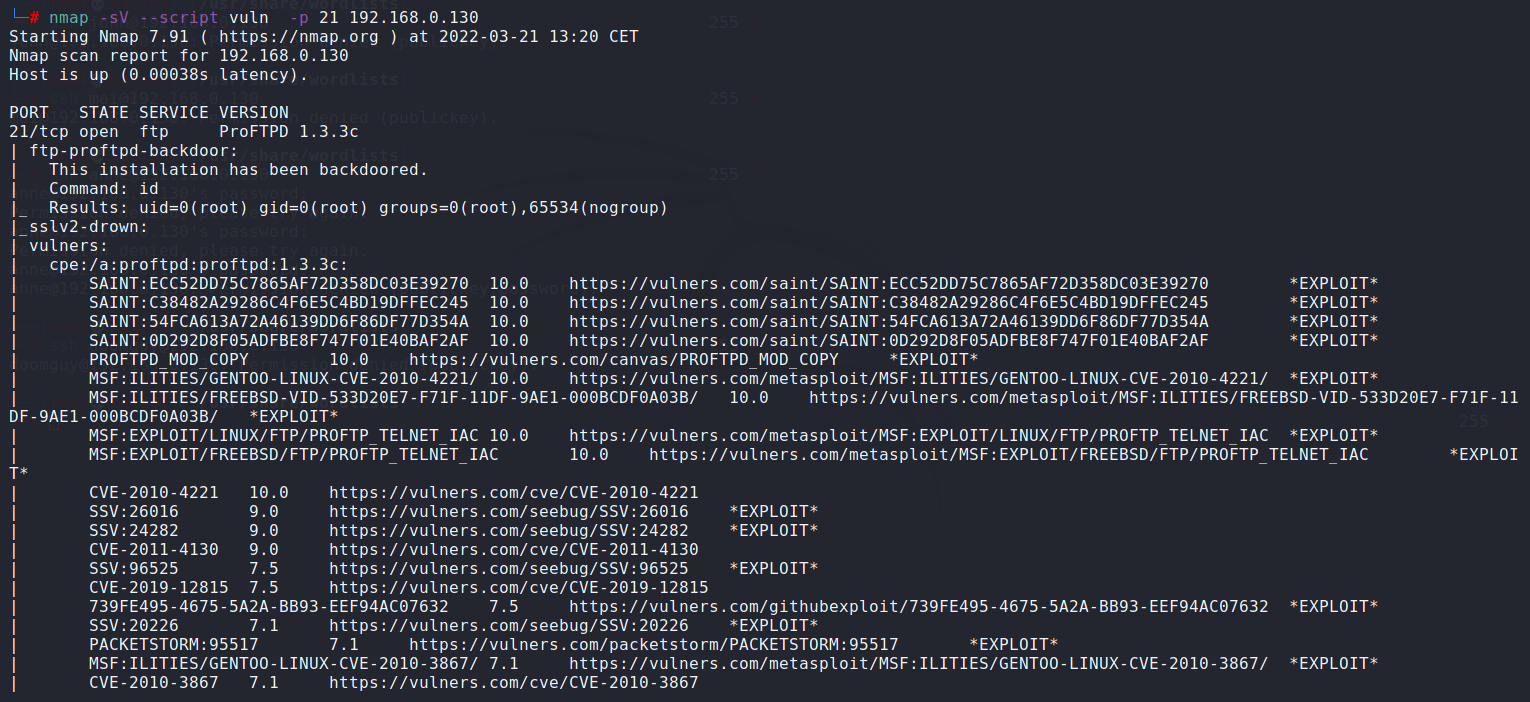 └─# nmap -sV --script vuln  -p 21 192.168.0.130
Starting Nmap 7.91 ( https://nmap.org ) at 2022-03-21 13:20 CET
Nmap scan report for 192.168.0.130
Host is up (0.00038s latency).
PORT   STATE SERVICE VERSION
21/tcp open  ftp     ProFTPD 1.3.3c
| ftp-proftpd-backdoor:
|   This installation has been backdoored.
|   Command: id
|_  Results: uid=0(root) gid=0(root) groups=0(root),65534(nogroup)
|_sslv2-drown:
| vulners:
|   cpe:/a:proftpd:proftpd:1.3.3c:
|       SAINT:ECC52DD75C7865AF72D358DC03E39270  10.0    https://vulners.com/saint/SAINT:ECC52DD75C7865AF72D358DC03E39270        *EXPLOIT*
|       SAINT:C38482A29286C4F6E5C4BD19DFFEC245  10.0    https://vulners.com/saint/SAINT:C38482A29286C4F6E5C4BD19DFFEC245        *EXPLOIT*
|       SAINT:54FCA613A72A46139DD6F86DF77D354A  10.0    https://vulners.com/saint/SAINT:54FCA613A72A46139DD6F86DF77D354A        *EXPLOIT*
|       SAINT:0D292D8F05ADFBE8F747F01E40BAF2AF  10.0    https://vulners.com/saint/SAINT:0D292D8F05ADFBE8F747F01E40BAF2AF        *EXPLOIT*
|       PROFTPD_MOD_COPY        10.0    https://vulners.com/canvas/PROFTPD_MOD_COPY     *EXPLOIT*
|       MSF:ILITIES/GENTOO-LINUX-CVE-2010-4221/ 10.0    https://vulners.com/metasploit/MSF:ILITIES/GENTOO-LINUX-CVE-2010-4221/  *EXPLOIT*
|       MSF:ILITIES/FREEBSD-VID-533D20E7-F71F-11DF-9AE1-000BCDF0A03B/   10.0    https://vulners.com/metasploit/MSF:ILITIES/FREEBSD-VID-533D20E7-F71F-11
DF-9AE1-000BCDF0A03B/   *EXPLOIT*
|       MSF:EXPLOIT/LINUX/FTP/PROFTP_TELNET_IAC 10.0    https://vulners.com/metasploit/MSF:EXPLOIT/LINUX/FTP/PROFTP_TELNET_IAC  *EXPLOIT*
|       MSF:EXPLOIT/FREEBSD/FTP/PROFTP_TELNET_IAC       10.0    https://vulners.com/metasploit/MSF:EXPLOIT/FREEBSD/FTP/PROFTP_TELNET_IAC        *EXPLOI
T*
|       CVE-2010-4221   10.0    https://vulners.com/cve/CVE-2010-4221
|       SSV:26016       9.0     https://vulners.com/seebug/SSV:26016    *EXPLOIT*
|       SSV:24282       9.0     https://vulners.com/seebug/SSV:24282    *EXPLOIT*
|       CVE-2011-4130   9.0     https://vulners.com/cve/CVE-2011-4130
|       SSV:96525       7.5     https://vulners.com/seebug/SSV:96525    *EXPLOIT*
|       CVE-2019-12815  7.5     https://vulners.com/cve/CVE-2019-12815
|       739FE495-4675-5A2A-BB93-EEF94AC07632    7.5     https://vulners.com/githubexploit/739FE495-4675-5A2A-BB93-EEF94AC07632  *EXPLOIT*
|       SSV:20226       7.1     https://vulners.com/seebug/SSV:20226    *EXPLOIT*
|       PACKETSTORM:95517       7.1     https://vulners.com/packetstorm/PACKETSTORM:95517       *EXPLOIT*
|       MSF:ILITIES/GENTOO-LINUX-CVE-2010-3867/ 7.1     https://vulners.com/metasploit/MSF:ILITIES/GENTOO-LINUX-CVE-2010-3867/  *EXPLOIT*
|       CVE-2010-3867   7.1     https://vulners.com/cve/CVE-2010-3867